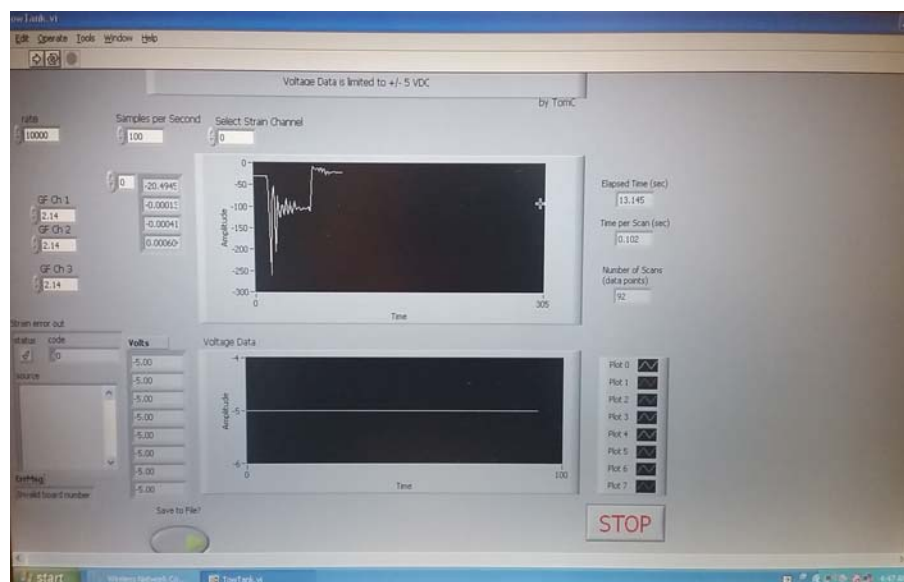 TowTank.vi
Edit Operate Tools Window Help
Voltage Data is limited to +/- 5 VDC
by TomC
rate
10000
Samples per Second
100
Select Strain Channel
0
0
-20.494
-0.0001
-0.00041
0.00060
GF Ch 1
2.14
GF Ch 2
2.14
GF Ch 3
2.14
Amplitude
0
-50
-100
-150
-200
-250
-300
0
305
Time
Elapsed Time (sec)
13.145
Time per Scan (sec)
0.102
Number of Scans
(data points)
92
Strain error out
status code
0
source
ErrMsg
Invalid board number
Volts
-5.00
-5.00
-5.00
-5.00
-5.00
-5.00
-5.00
-5.00
Voltage Data
Amplitude
-4
-5
-6
0
100
Time
Plot 0
Plot 1
Plot 2
Plot 3
Plot 4
Plot 5
Plot 6
Plot 7
Save to File?
STOP
start
Wireless Network Co...
TowTank.vi